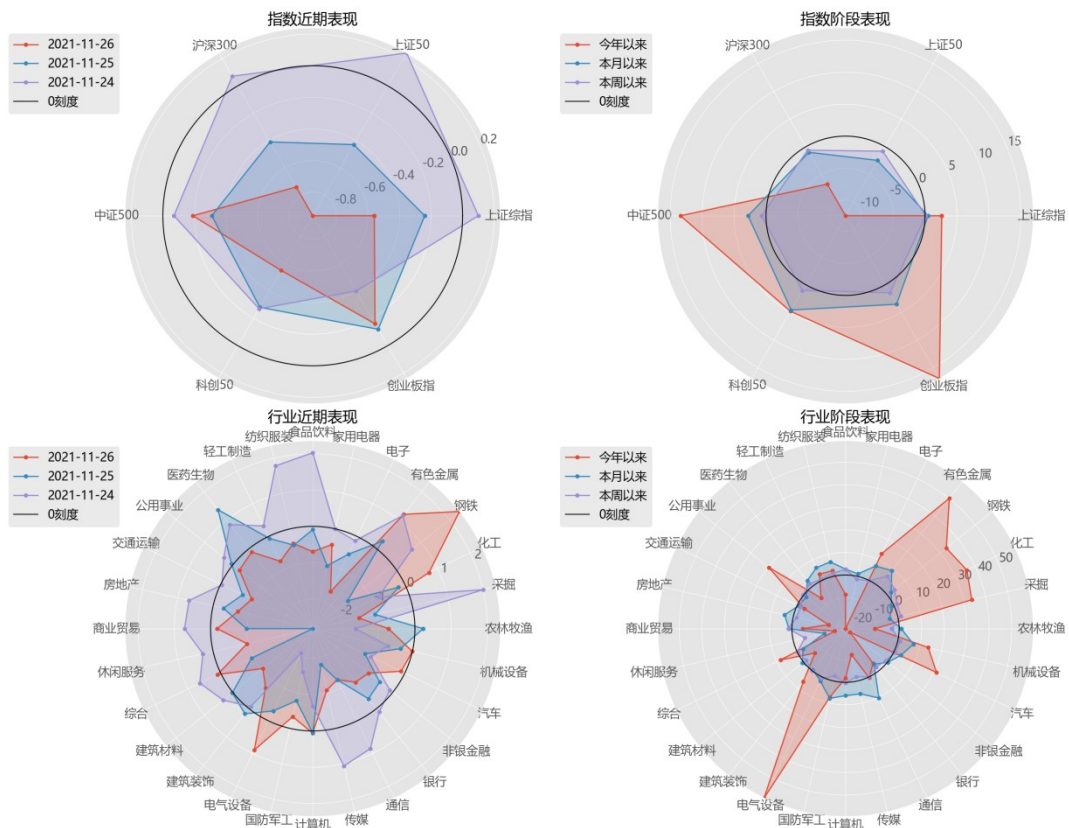 指数近期表现
2021-11-26
2021-11-25
2021-11-24
0刻度
沪深300
上证50
中证500
上证综指
科创50
创业板指
-0.8
-0.6
-0.4
-0.2
0.0
0.2
指数阶段表现
今年以来
本月以来
本周以来
0刻度
沪深300
上证50
中证500
上证综指
科创50
创业板指
-10
-5
0
5
10
15
行业近期表现
2021-11-26
2021-11-25
2021-11-24
0刻度
食品饮料
纺织服装
家用电器
轻工制造
电子
医药生物
有色金属
公用事业
钢铁
交通运输
化工
房地产
采掘
商业贸易
农林牧渔
休闲服务
机械设备
综合
汽车
建筑材料
非银金融
建筑装饰
银行
电气设备
通信
国防军工
计算机
传媒
-2
-1
0
1
2
行业阶段表现
今年以来
本月以来
本周以来
0刻度
食品饮料
纺织服装
家用电器
轻工制造
电子
医药生物
有色金属
公用事业
钢铁
交通运输
化工
房地产
采掘
商业贸易
农林牧渔
休闲服务
机械设备
综合
汽车
建筑材料
非银金融
建筑装饰
银行
电气设备
通信
国防军工
计算机
传媒
-20
-10
0
10
20
30
40
50